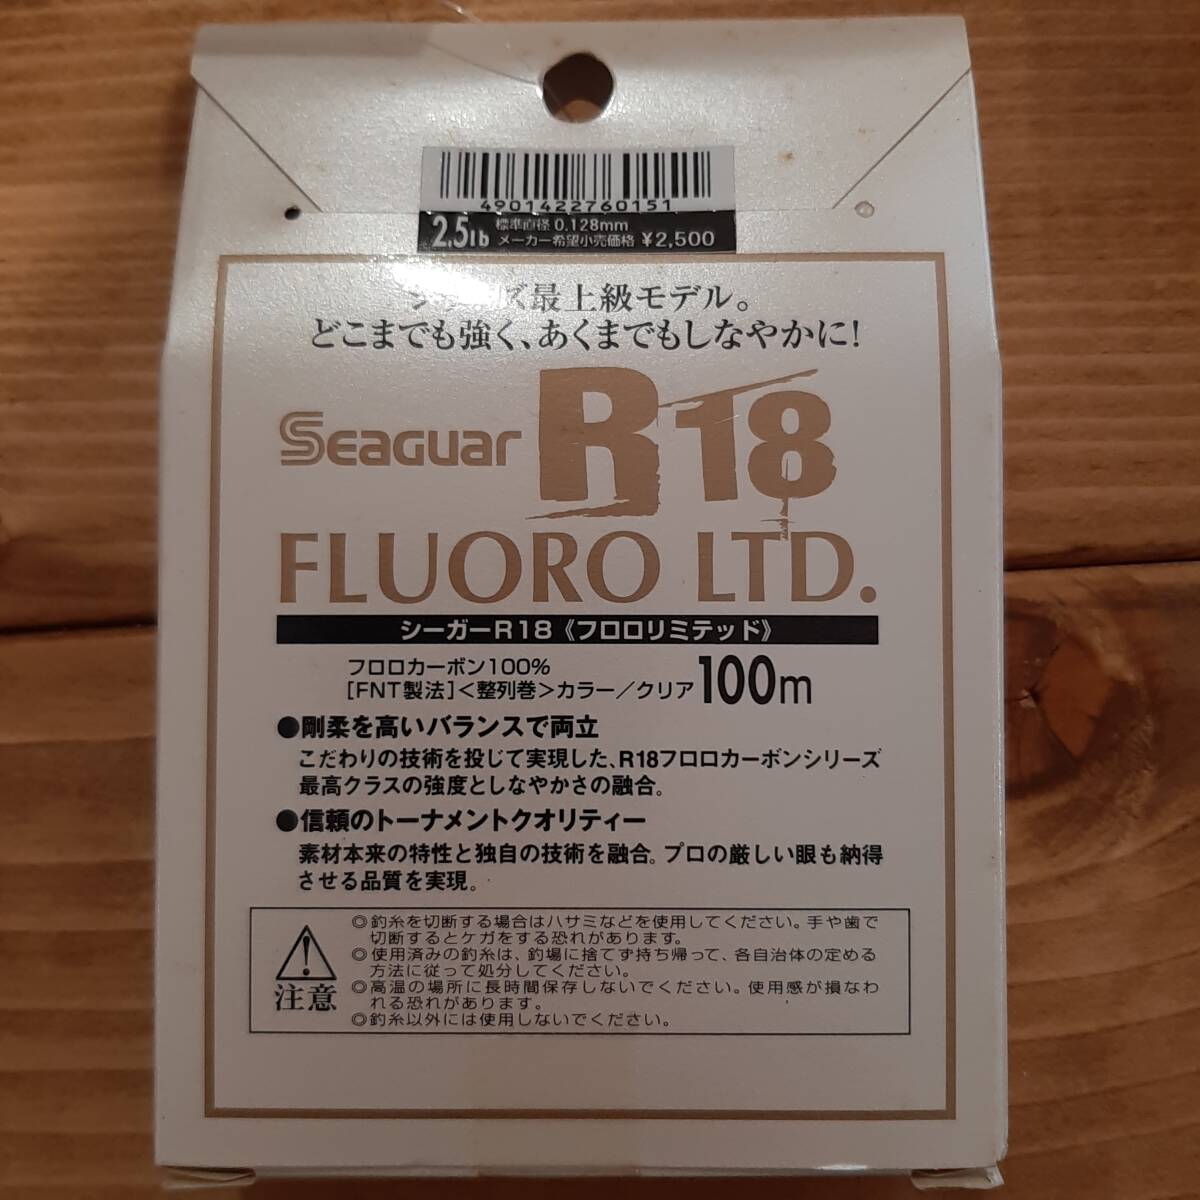 4901422760151
2.5lb 標準直径 0.128mm
メーカー希望小売価格 ¥2,500
シリーズ最上級モデル。
どこまでも強く、あくまでもしなやかに!
Seaguar R18
FLUORO LTD.
シーガーR18《フロロリミテッド》
フロロカーボン100%
[FNT製法]<整列巻>カラー/クリア 100m
●剛柔を高いバランスで両立
こだわりの技術を投じて実現した、R18フロロカーボンシリーズ
最高クラスの強度としなやかさの融合。
●信頼のトーナメントクオリティー
素材本来の特性と独自の技術を融合。プロの厳しい眼も納得
させる品質を実現。
注意
◎釣糸を切断する場合はハサミなどを使用してください。手や歯で
切断するとケガをする恐れがあります。
◎使用済みの釣糸は、釣場に捨てず持ち帰って、各自治体の定める
方法に従って処分してください。
◎高温の場所に長時間保存しないでください。使用感が損なわ
れる恐れがあります。
◎釣糸以外には使用しないでください。